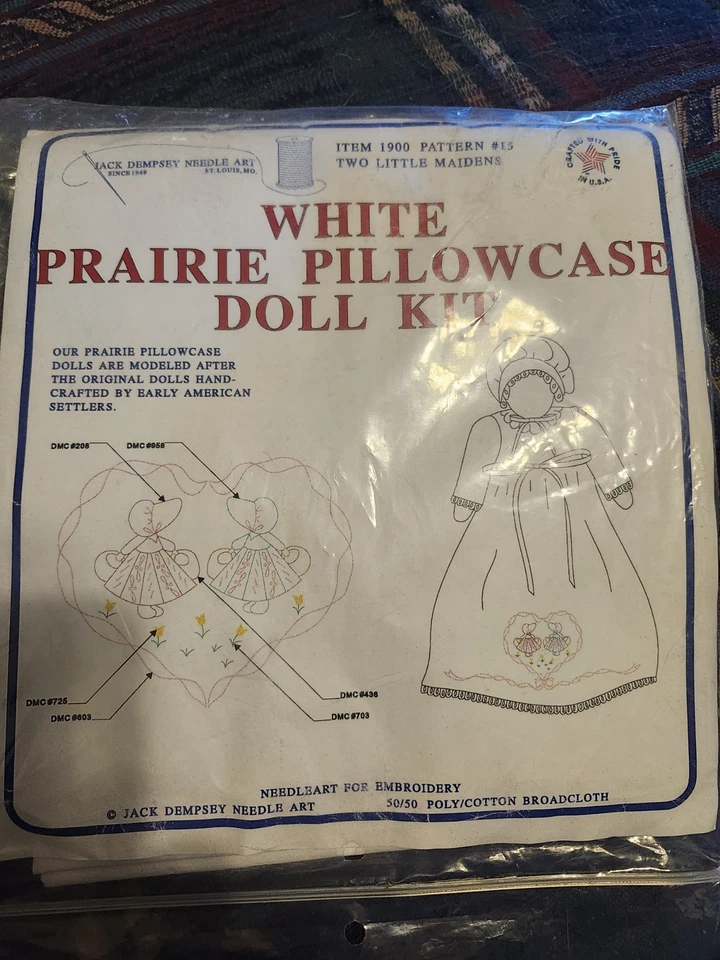 JACK DEMPSEY NEEDLE ART
SINCE 1949 ST. LOUIS, MO.
ITEM 1900 PATTERN #15
TWO LITTLE MAIDENS
CRAFTED WITH PRIDE
IN U.S.A.
WHITE
PRAIRIE PILLOWCASE
DOLL KIT
OUR PRAIRIE PILLOWCASE
DOLLS ARE MODELED AFTER
THE ORIGINAL DOLLS HAND-
CRAFTED BY EARLY AMERICAN
SETTLERS.
DMC #208 DMC #958
DMC #725
DMC #603
DMC #436
DMC #703
NEEDLEART FOR EMBROIDERY
© JACK DEMPSEY NEEDLE ART 50/50 POLY/COTTON BROADCLOTH